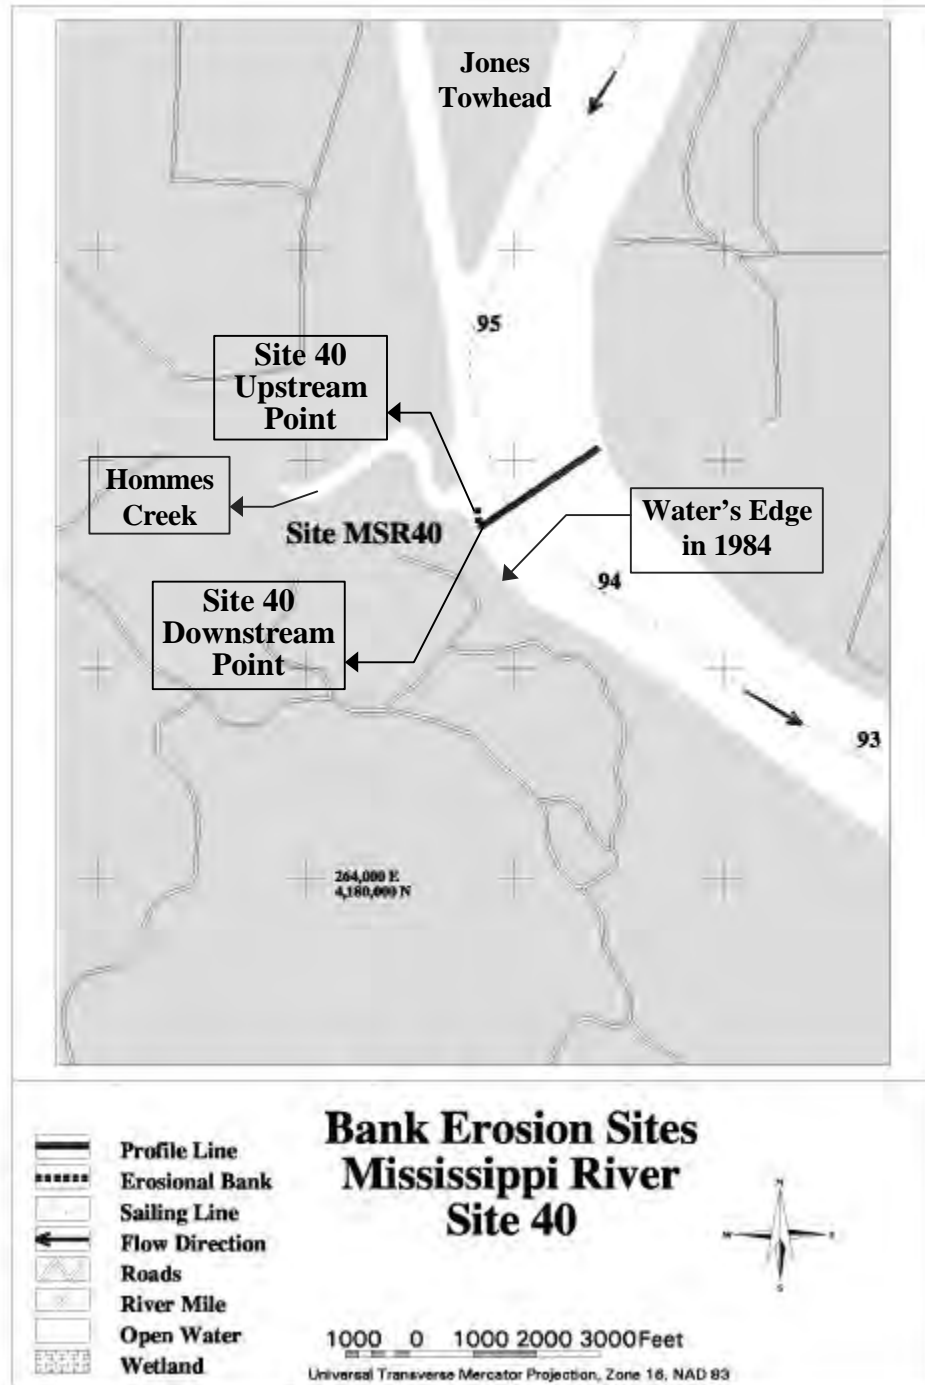 Jones
Towhead
95
Site 40
Upstream
Point
Hommes
Creek
Site MSR40
Water's Edge
in 1984
94
Site 40
Downstream
Point
93
264,000 E
4,180,000 N
Bank Erosion Sites
Mississippi River
Site 40
Profile Line
Erosional Bank
Sailing Line
Flow Direction
Roads
River Mile
Open Water
Wetland
N
W E
S
1000 0 1000 2000 3000 Feet
Universal Transverse Mercator Projection, Zone 16, NAD 83